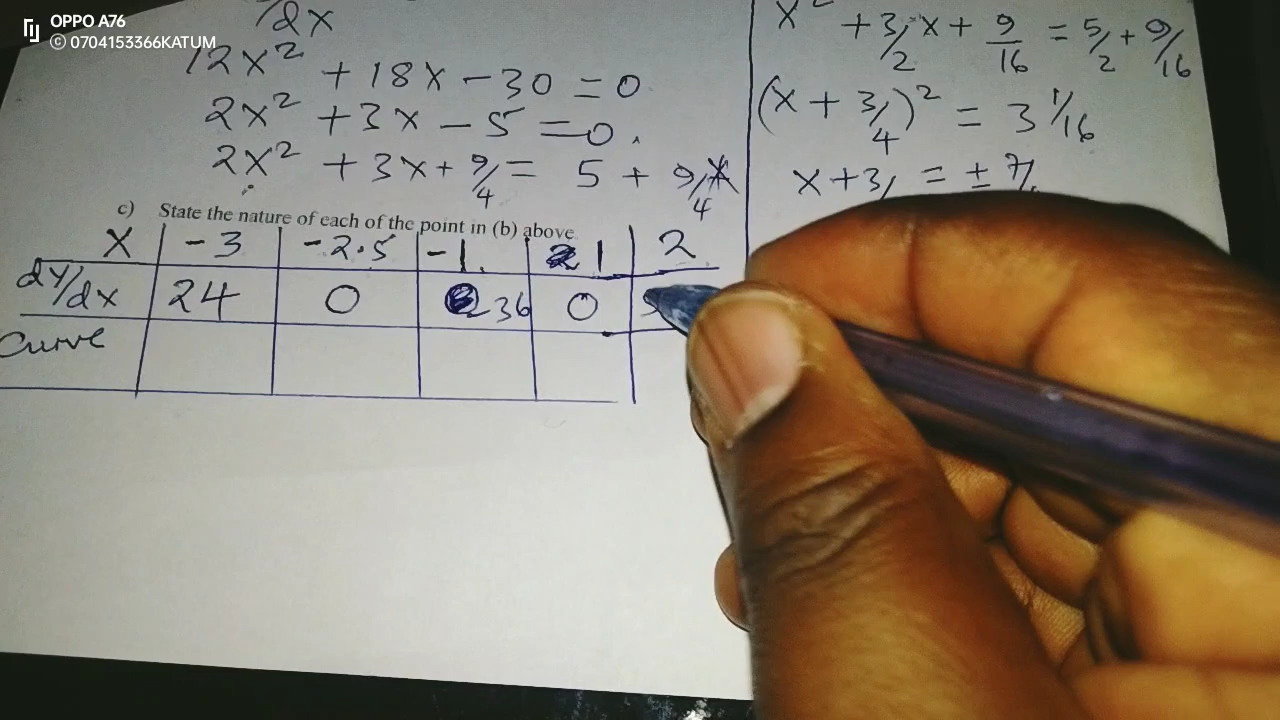 OPPO A76
© 0704153366KATUM
/dx
12x² + 18x - 30 = 0
2x² + 3x - 5 = 0.
2x² + 3x + 9/4 = 5 + 9/4
x² + 3/2 x + 9/16 = 5/2 + 9/16
(x + 3/4)² = 3 1/16
x + 3/ = ± 7/
c) State the nature of each of the point in (b) above
x -3 -2.5 -1. 1 2
dy/dx 24 0 36 0
Curve